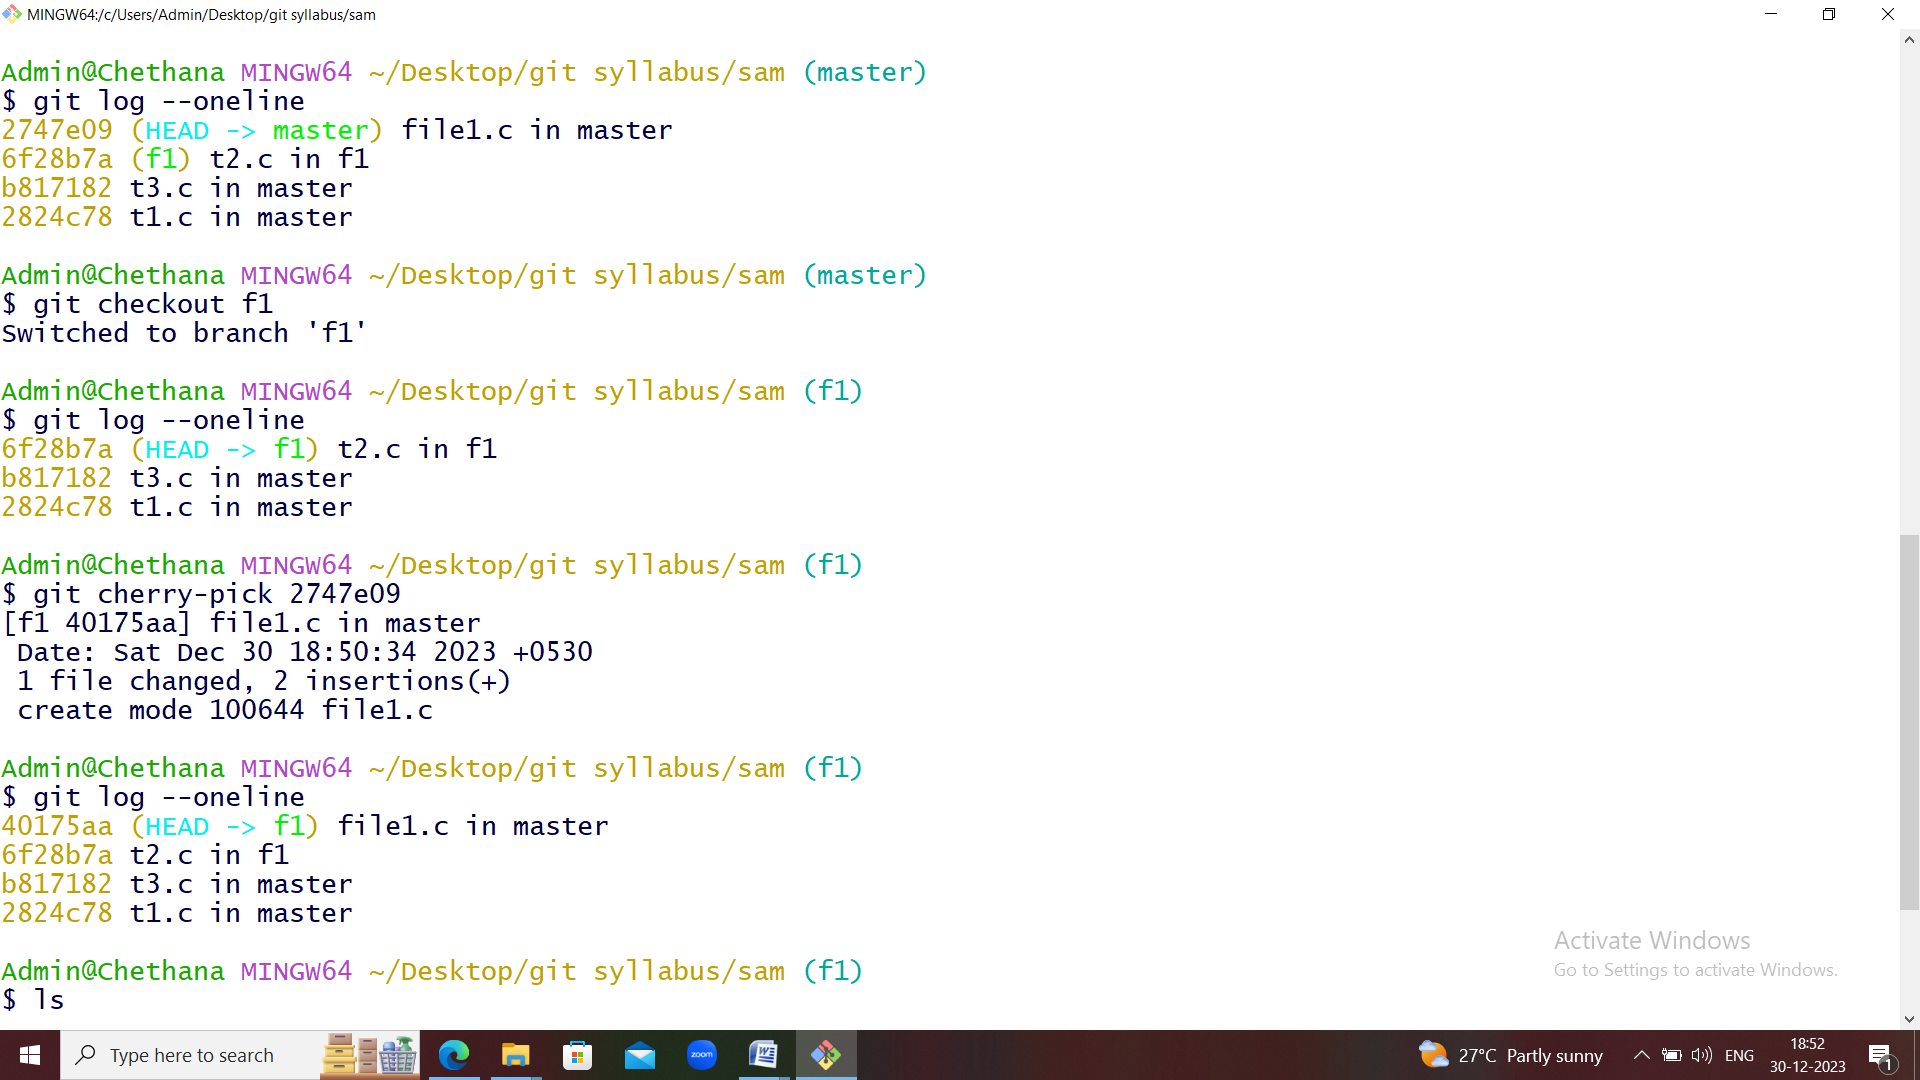 MINGW64:/c/Users/Admin/Desktop/git syllabus/sam
Admin@Chethana MINGW64 ~/Desktop/git syllabus/sam (master)
$ git log --oneline
2747e09 (HEAD -> master) file1.c in master
6f28b7a (f1) t2.c in f1
b817182 t3.c in master
2824c78 t1.c in master
Admin@Chethana MINGW64 ~/Desktop/git syllabus/sam (master)
$ git checkout f1
Switched to branch 'f1'
Admin@Chethana MINGW64 ~/Desktop/git syllabus/sam (f1)
$ git log --oneline
6f28b7a (HEAD -> f1) t2.c in f1
b817182 t3.c in master
2824c78 t1.c in master
Admin@Chethana MINGW64 ~/Desktop/git syllabus/sam (f1)
$ git cherry-pick 2747e09
[f1 40175aa] file1.c in master
Date: Sat Dec 30 18:50:34 2023 +0530
1 file changed, 2 insertions(+)
create mode 100644 file1.c
Admin@Chethana MINGW64 ~/Desktop/git syllabus/sam (f1)
$ git log --oneline
40175aa (HEAD -> f1) file1.c in master
6f28b7a t2.c in f1
b817182 t3.c in master
2824c78 t1.c in master
Admin@Chethana MINGW64 ~/Desktop/git syllabus/sam (f1)
$ ls
Activate Windows
Go to Settings to activate Windows.
Type here to search
zoom
W
27°C Partly sunny
ENG
18:52
30-12-2023
1